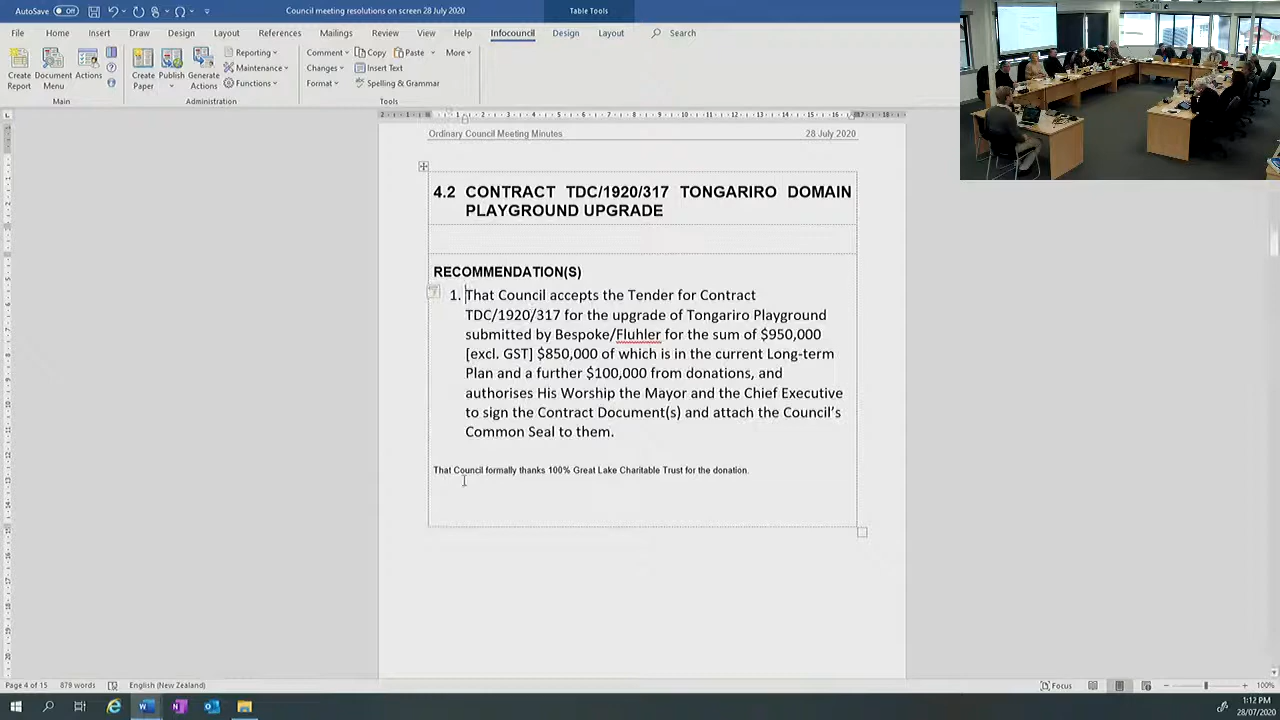 AutoSave Off
Council meeting resolutions on screen 28 July 2020
Table Tools
File Home Insert Draw Design Layout References Mailings Review View Help Infocouncil Design Layout Search
Create Report
Document Menu
Actions
Main
Create Paper
Publish
Generate Actions
Reporting
Maintenance
Functions
Administration
Comment
Changes
Format
Copy
Paste
More
Insert Text
Spelling & Grammar
Tools
Ordinary Council Meeting Minutes 28 July 2020
4.2 CONTRACT TDC/1920/317 TONGARIRO DOMAIN
PLAYGROUND UPGRADE
RECOMMENDATION(S)
1. That Council accepts the Tender for Contract
TDC/1920/317 for the upgrade of Tongariro Playground
submitted by Bespoke/Fluhler for the sum of $950,000
[excl. GST] $850,000 of which is in the current Long-term
Plan and a further $100,000 from donations, and
authorises His Worship the Mayor and the Chief Executive
to sign the Contract Document(s) and attach the Council's
Common Seal to them.
That Council formally thanks 100% Great Lake Charitable Trust for the donation.
Page 4 of 15 879 words English (New Zealand) Focus 100%
1:12 PM
28/07/2020